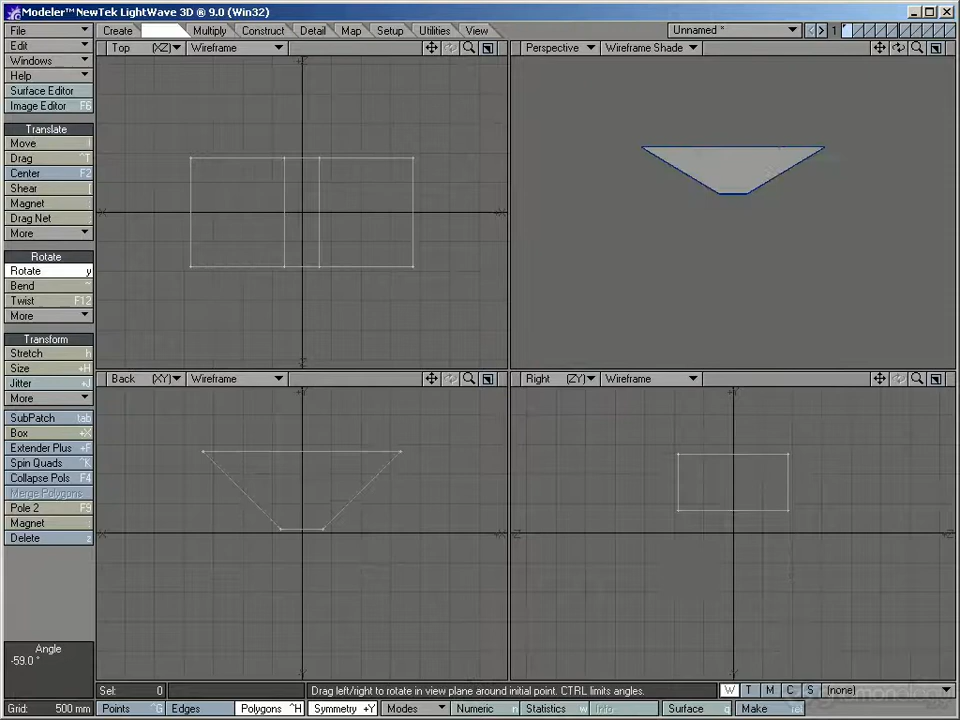 Modeler™ NewTek LightWave 3D ® 9.0 (Win32)
File Create Multiply Construct Detail Map Setup Utilities View Unnamed * 1
Edit Top (XZ) Wireframe Perspective Wireframe Shade
Windows
Help
Surface Editor
Image Editor F6
Translate
Move
Drag ^T
Center F2
Shear [
Magnet
Drag Net
More
Rotate
Rotate y
Bend ~
Twist F12
More
Transform
Stretch h
Size +H
Jitter +J
More Back (XY) Wireframe Right (ZY) Wireframe
SubPatch tab
Box +X
Extender Plus +F
Spin Quads ^K
Collapse Pols F4
Merge Polygons
Pole 2 F9
Magnet :
Delete z
Angle
-59.0 °
Sel: 0 Drag left/right to rotate in view plane around initial point. CTRL limits angles. W T M C S (none)
Grid: 500 mm Points ^G Edges Polygons ^H Symmetry +Y Modes Numeric n Statistics w Info i Surface q Make